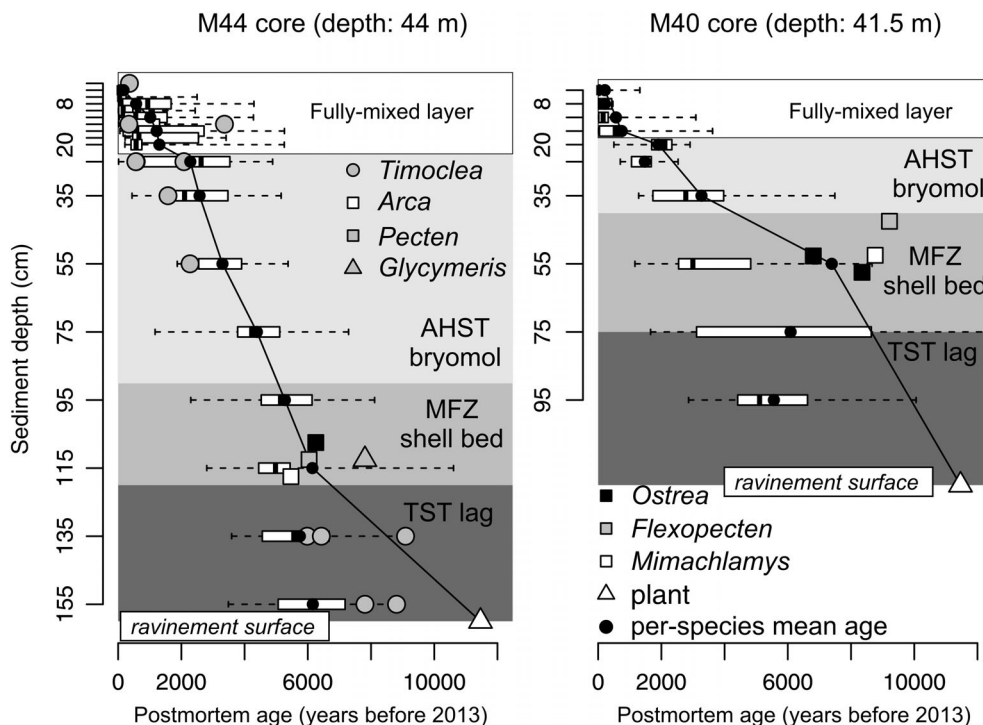 M44 core (depth: 44 m)
Fully-mixed layer
Timoclea
Arca
Pecten
Glycymeris
AHST
bryomol
MFZ
shell bed
TST lag
ravinement surface
Sediment depth (cm)
8
20
35
55
75
95
115
135
155
0 2000 6000 10000
Postmortem age (years before 2013)
M40 core (depth: 41.5 m)
Fully-mixed layer
AHST
bryomol
MFZ
shell bed
TST lag
ravinement surface
8
20
35
55
75
95
Ostrea
Flexopecten
Mimachlamys
plant
per-species mean age
0 2000 6000 10000
Postmortem age (years before 2013)